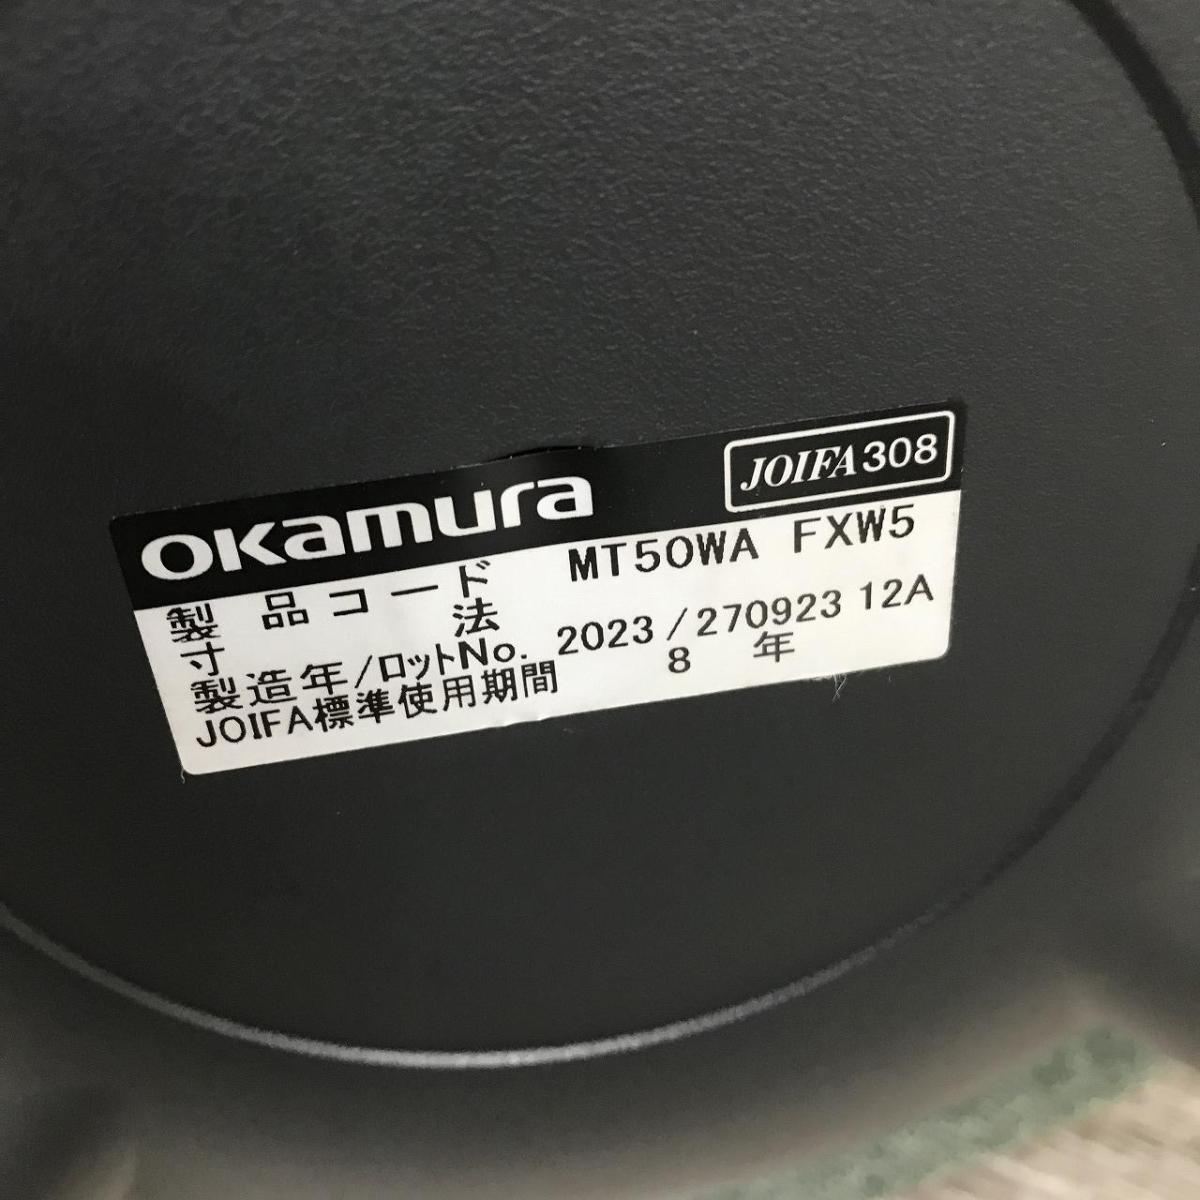 okamura JOIFA308
製品コード MT50WA FXW5
寸法
製造年/ロットNo. 2023/270923 12A
JOIFA標準使用期間 8年